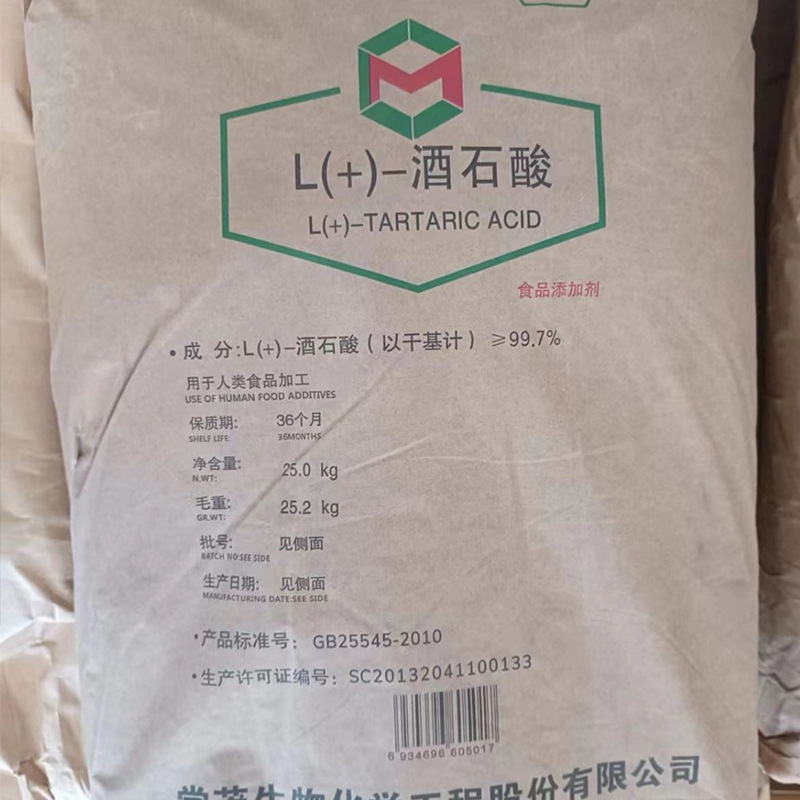 L(+)-酒石酸
L(+)-TARTARIC ACID
食品添加剂
• 成 分:L(+)-酒石酸(以干基计) ≥99.7%
用于人类食品加工
USE OF HUMAN FOOD ADDITIVES
保质期: 36个月
SHELF LIFE: 36MONTHS
净含量: 25.0 kg
N.WT:
毛重: 25.2 kg
GR.WT:
批号: 见侧面
BATCH NO:SEE SIDE
生产日期: 见侧面
MANUFACTURING DATE:SEE SIDE
•产品标准号: GB25545-2010
•生产许可证编号: SC20132041100133
6 934696 605017
常茂生物化学工程股份有限公司